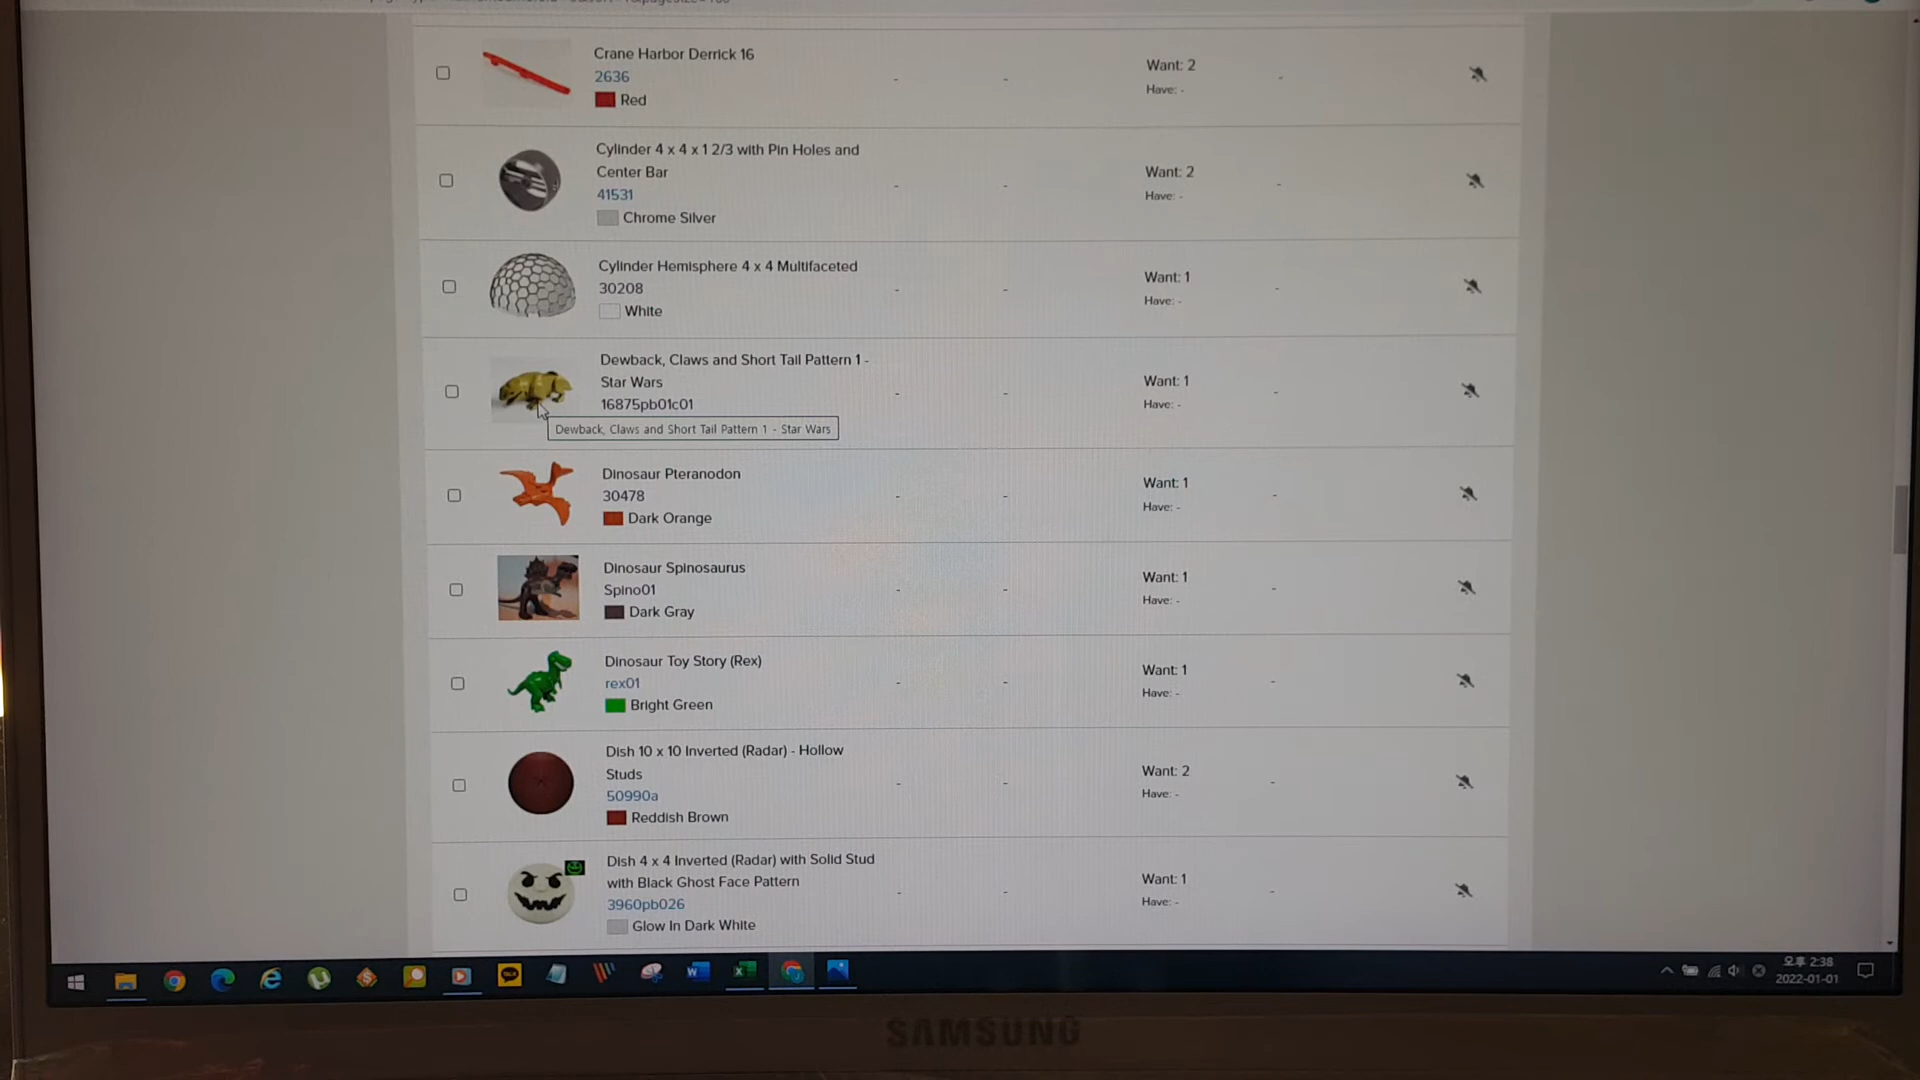 Crane Harbor Derrick 16
2636
Red
-
-
Want: 2
Have: -
-
Cylinder 4 x 4 x 1 2/3 with Pin Holes and
Center Bar
41531
Chrome Silver
-
-
Want: 2
Have: -
-
Cylinder Hemisphere 4 x 4 Multifaceted
30208
White
-
-
Want: 1
Have: -
-
Dewback, Claws and Short Tail Pattern 1 -
Star Wars
16875pb01c01
Dewback, Claws and Short Tail Pattern 1 - Star Wars
-
-
Want: 1
Have: -
-
Dinosaur Pteranodon
30478
Dark Orange
-
-
Want: 1
Have: -
-
Dinosaur Spinosaurus
Spino01
Dark Gray
-
-
Want: 1
Have: -
-
Dinosaur Toy Story (Rex)
rex01
Bright Green
-
-
Want: 1
Have: -
-
Dish 10 x 10 Inverted (Radar) - Hollow
Studs
50990a
Reddish Brown
-
-
Want: 2
Have: -
-
Dish 4 x 4 Inverted (Radar) with Solid Stud
with Black Ghost Face Pattern
3960pb026
Glow In Dark White
-
-
Want: 1
Have: -
-
TALK
오후 2:38
2022-01-01
SAMSUNG